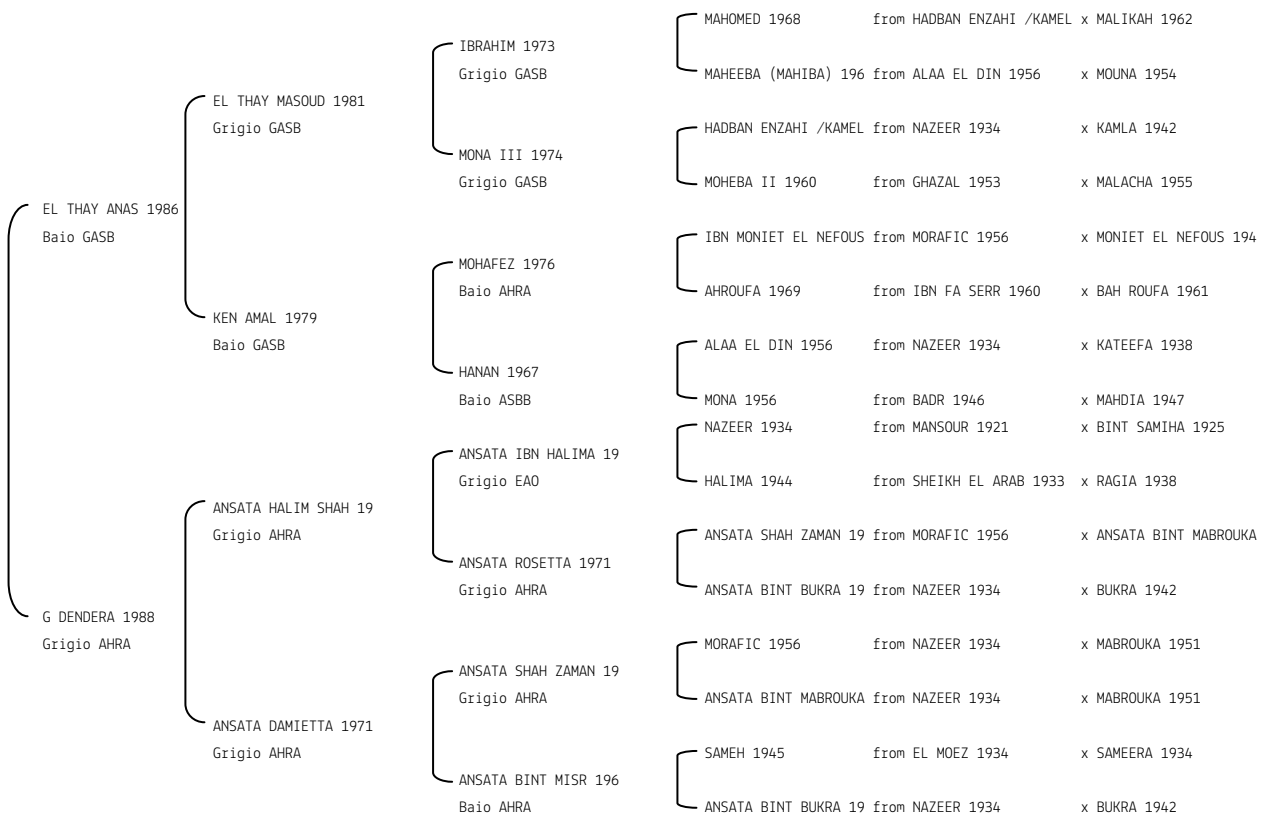 MAHOMED 1968 from HADBAN ENZAHI /KAMEL x MALIKAH 1962
IBRAHIM 1973
Grigio GASB
MAHEEBA (MAHIBA) 196 from ALAA EL DIN 1956 x MOUNA 1954
EL THAY MASOUD 1981
Grigio GASB
HADBAN ENZAHI /KAMEL from NAZEER 1934 x KAMLA 1942
MONA III 1974
Grigio GASB
MOHEBA II 1960 from GHAZAL 1953 x MALACHA 1955
EL THAY ANAS 1986
Baio GASB
IBN MONIET EL NEFOUS from MORAFIC 1956 x MONIET EL NEFOUS 194
MOHAFEZ 1976
Baio AHRA
AHROUFA 1969 from IBN FA SERR 1960 x BAH ROUFA 1961
KEN AMAL 1979
Baio GASB
ALAA EL DIN 1956 from NAZEER 1934 x KATEEFA 1938
HANAN 1967
Baio ASBB
MONA 1956 from BADR 1946 x MAHDIA 1947
NAZEER 1934 from MANSOUR 1921 x BINT SAMIHA 1925
ANSATA IBN HALIMA 19
Grigio EAO
HALIMA 1944 from SHEIKH EL ARAB 1933 x RAGIA 1938
ANSATA HALIM SHAH 19
Grigio AHRA
ANSATA SHAH ZAMAN 19 from MORAFIC 1956 x ANSATA BINT MABROUKA
ANSATA ROSETTA 1971
Grigio AHRA
ANSATA BINT BUKRA 19 from NAZEER 1934 x BUKRA 1942
G DENDERA 1988
Grigio AHRA
MORAFIC 1956 from NAZEER 1934 x MABROUKA 1951
ANSATA SHAH ZAMAN 19
Grigio AHRA
ANSATA BINT MABROUKA from NAZEER 1934 x MABROUKA 1951
ANSATA DAMIETTA 1971
Grigio AHRA
SAMEH 1945 from EL MOEZ 1934 x SAMEERA 1934
ANSATA BINT MISR 196
Baio AHRA
ANSATA BINT BUKRA 19 from NAZEER 1934 x BUKRA 1942